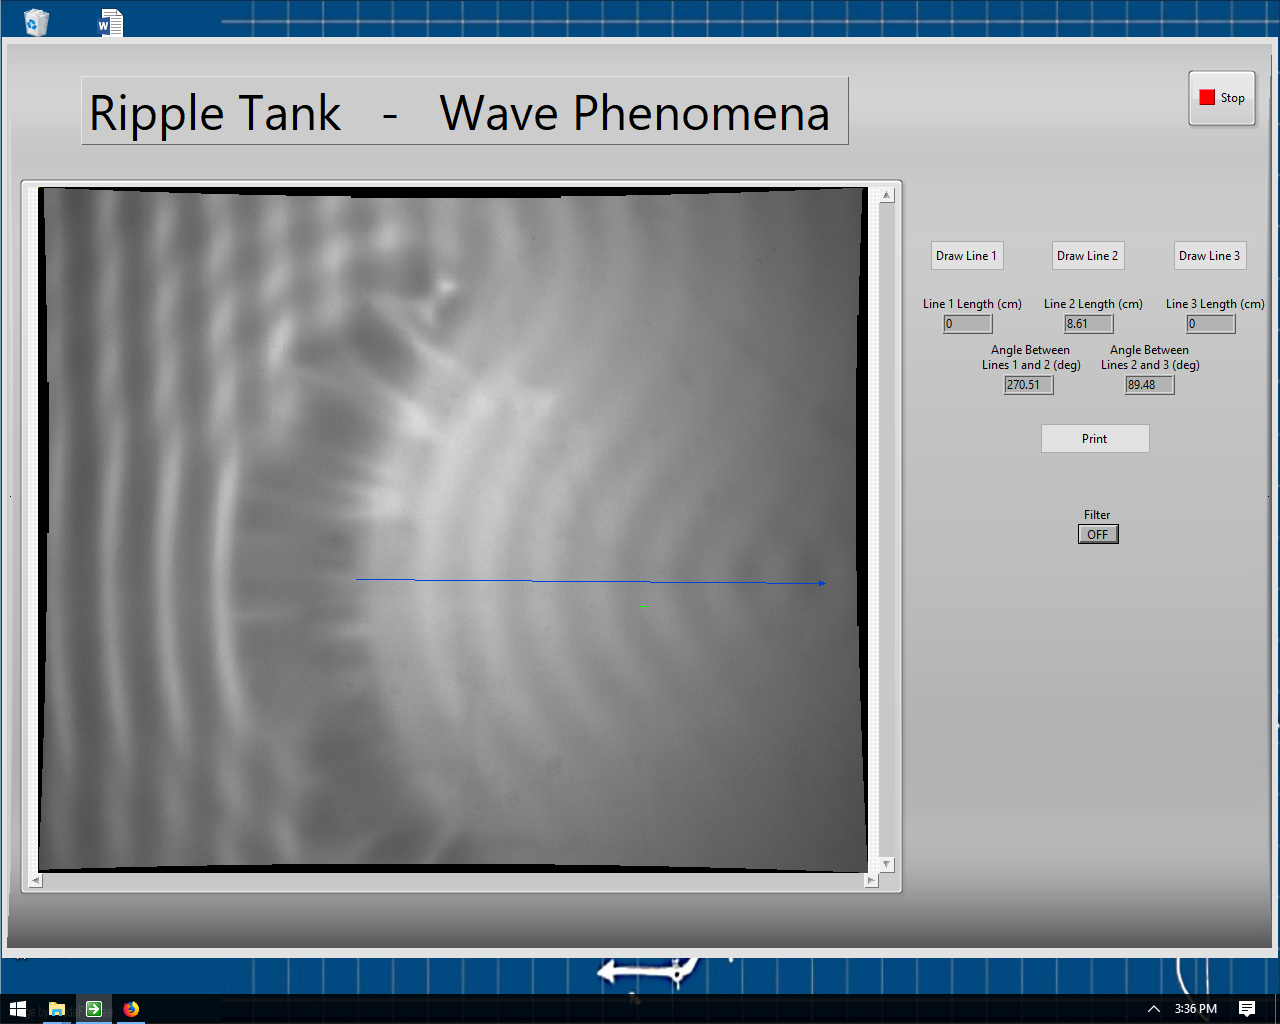 Ripple Tank - Wave Phenomena
Stop
Draw Line 1
Draw Line 2
Draw Line 3
Line 1 Length (cm)
Line 2 Length (cm)
Line 3 Length (cm)
0
8.61
0
Angle Between
Lines 1 and 2 (deg)
Angle Between
Lines 2 and 3 (deg)
270.51
89.48
Print
Filter
OFF
3:36 PM